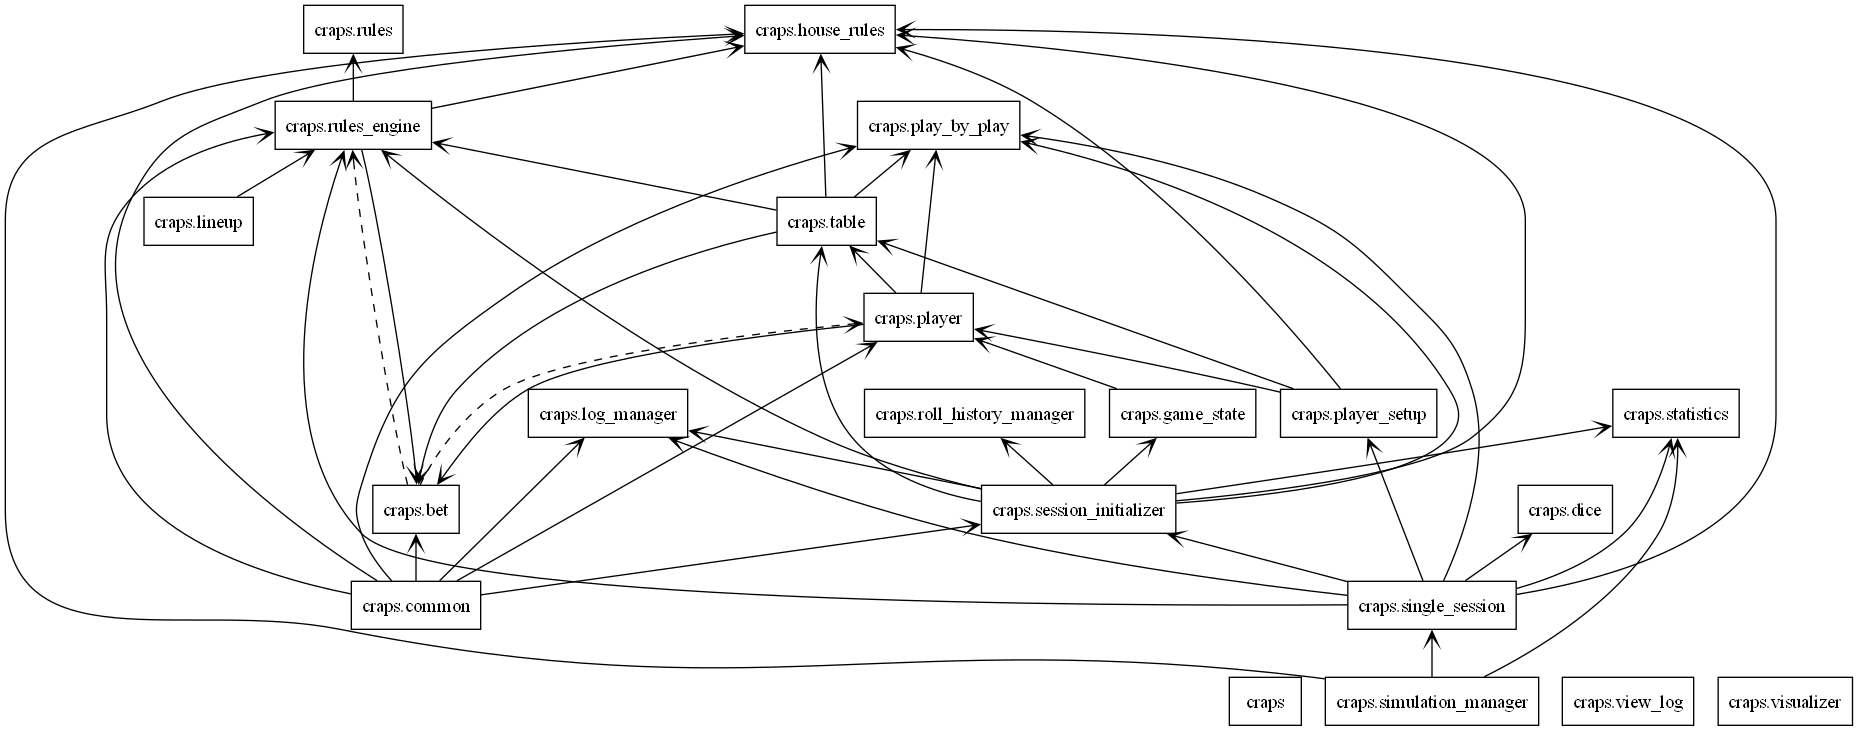 craps.rules
craps.house_rules
craps.rules_engine
craps.play_by_play
craps.lineup
craps.table
craps.player
craps.log_manager
craps.roll_history_manager
craps.game_state
craps.player_setup
craps.statistics
craps.bet
craps.session_initializer
craps.dice
craps.common
craps.single_session
craps
craps.simulation_manager
craps.view_log
craps.visualizer